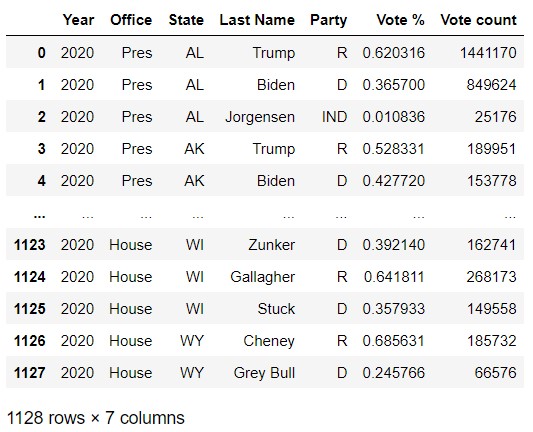 Year Office State Last Name Party Vote % Vote count
0 2020 Pres AL Trump R 0.620316 1441170
1 2020 Pres AL Biden D 0.365700 849624
2 2020 Pres AL Jorgensen IND 0.010836 25176
3 2020 Pres AK Trump R 0.528331 189951
4 2020 Pres AK Biden D 0.427720 153778
... ... ... ... ... ... ... ...
1123 2020 House WI Zunker D 0.392140 162741
1124 2020 House WI Gallagher R 0.641811 268173
1125 2020 House WI Stuck D 0.357933 149558
1126 2020 House WY Cheney R 0.685631 185732
1127 2020 House WY Grey Bull D 0.245766 66576
1128 rows × 7 columns